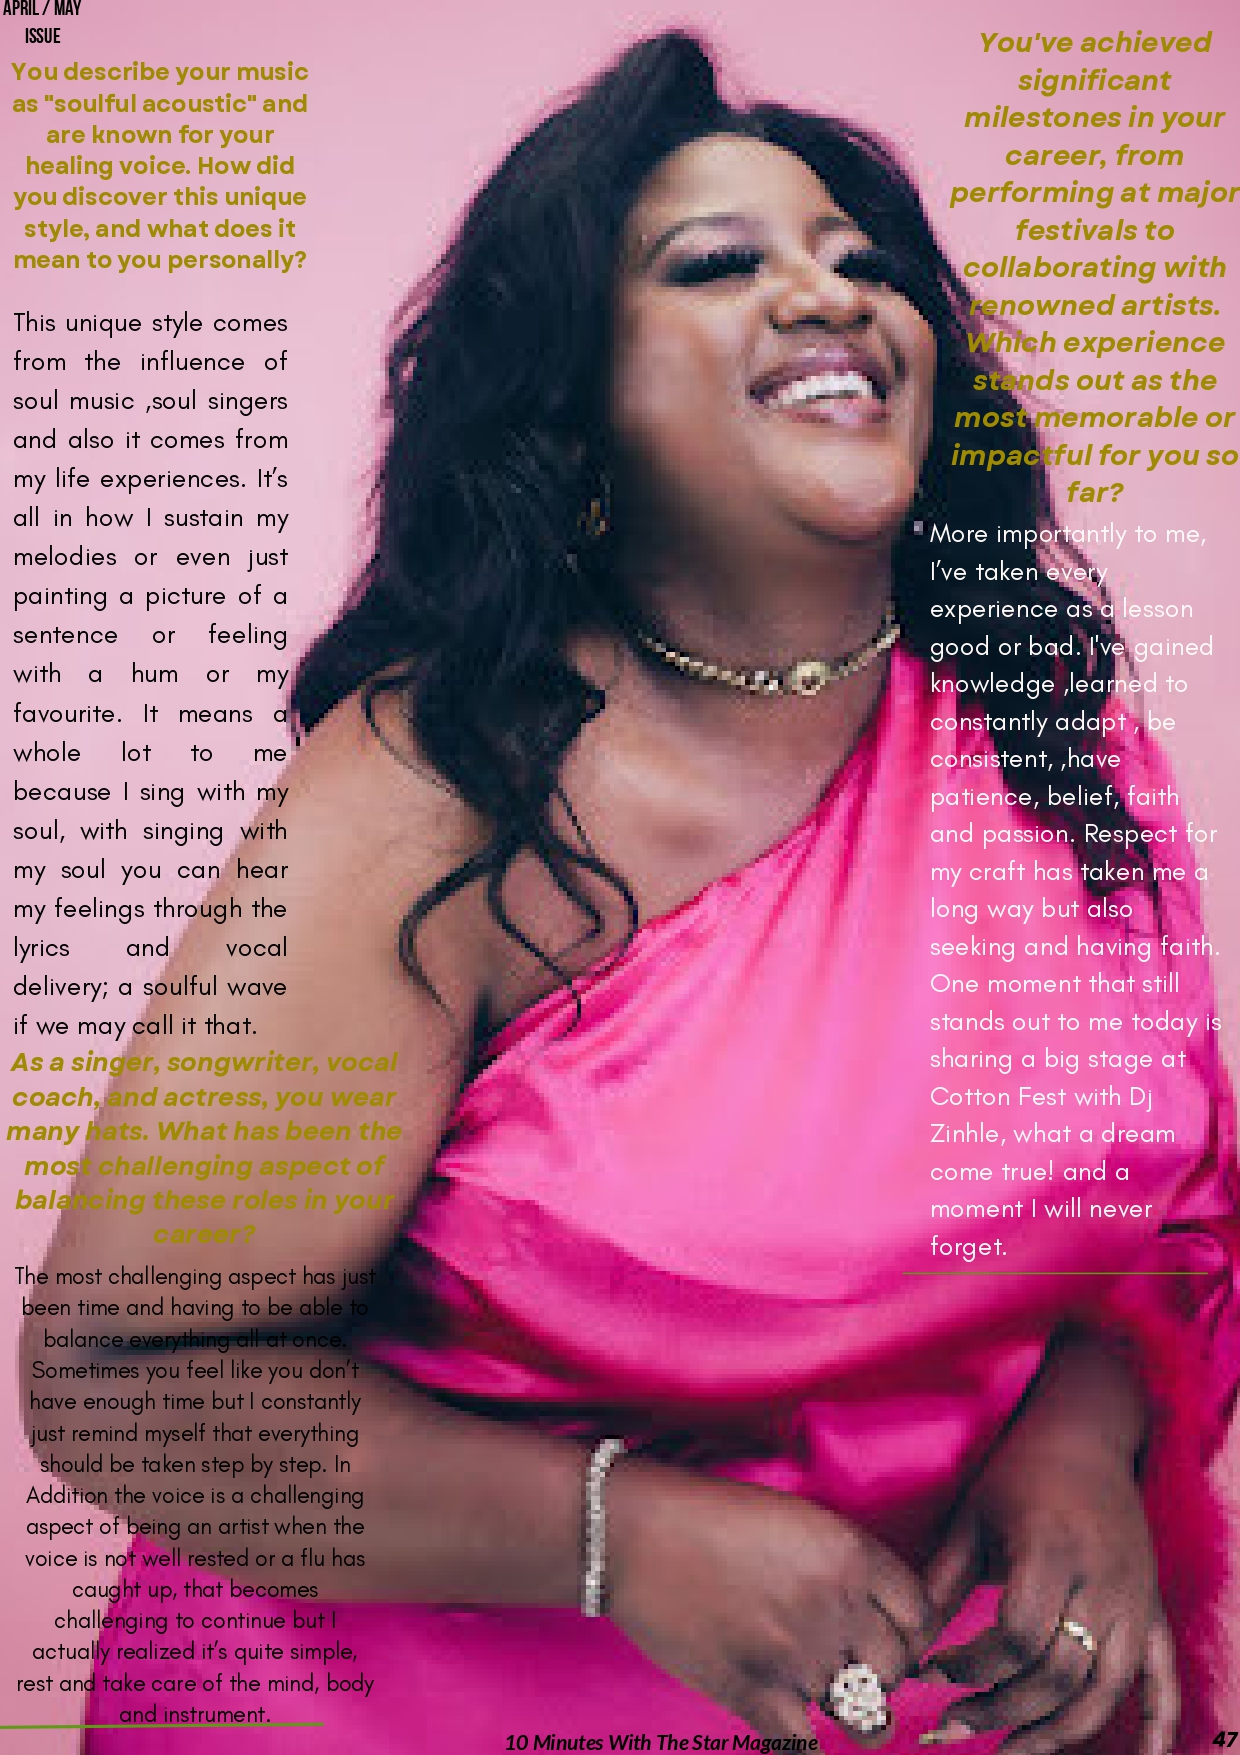 APRIL / MAY
ISSUE
You describe your music
as "soulful acoustic" and
are known for your
healing voice. How did
you discover this unique
style, and what does it
mean to you personally?
This unique style comes
from the influence of
soul music ,soul singers
and also it comes from
my life experiences. It’s
all in how I sustain my
melodies or even just
painting a picture of a
sentence or feeling
with a hum or my
favourite. It means a
whole lot to me
because I sing with my
soul, with singing with
my soul you can hear
my feelings through the
lyrics and vocal
delivery; a soulful wave
if we may call it that.
As a singer, songwriter, vocal
coach, and actress, you wear
many hats. What has been the
most challenging aspect of
balancing these roles in your
career?
The most challenging aspect has just
been time and having to be able to
balance everything all at once.
Sometimes you feel like you don’t
have enough time but I constantly
just remind myself that everything
should be taken step by step. In
Addition the voice is a challenging
aspect of being an artist when the
voice is not well rested or a flu has
caught up, that becomes
challenging to continue but I
actually realized it’s quite simple,
rest and take care of the mind, body
and instrument.
You've achieved
significant
milestones in your
career, from
performing at major
festivals to
collaborating with
renowned artists.
Which experience
stands out as the
most memorable or
impactful for you so
far?
More importantly to me,
I’ve taken every
experience as a lesson
good or bad. I've gained
knowledge ,learned to
constantly adapt , be
consistent, ,have
patience, belief, faith
and passion. Respect for
my craft has taken me a
long way but also
seeking and having faith.
One moment that still
stands out to me today is
sharing a big stage at
Cotton Fest with Dj
Zinhle, what a dream
come true! and a
moment I will never
forget.
10 Minutes With The Star Magazine
47